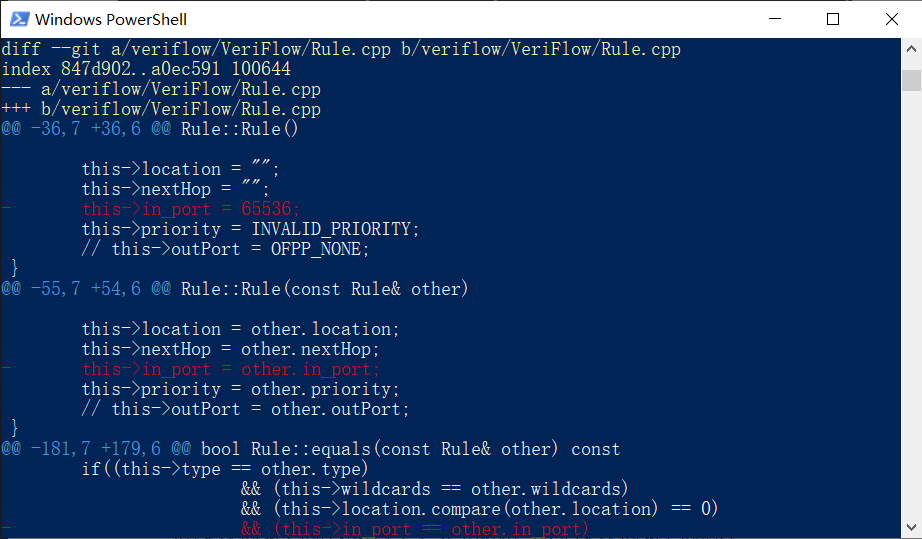 Windows PowerShell
diff --git a/veriflow/VeriFlow/Rule.cpp b/veriflow/VeriFlow/Rule.cpp
index 847d902..a0ec591 100644
--- a/veriflow/VeriFlow/Rule.cpp
+++ b/veriflow/VeriFlow/Rule.cpp
@@ -36,7 +36,6 @@ Rule::Rule()
        this->location = "";
        this->nextHop = "";
-       this->in_port = 65536;
        this->priority = INVALID_PRIORITY;
        // this->outPort = OFPP_NONE;
 }
@@ -55,7 +54,6 @@ Rule::Rule(const Rule& other)
        this->location = other.location;
        this->nextHop = other.nextHop;
-       this->in_port = other.in_port;
        this->priority = other.priority;
        // this->outPort = other.outPort;
 }
@@ -181,7 +179,6 @@ bool Rule::equals(const Rule& other) const
        if((this->type == other.type)
                        && (this->wildcards == other.wildcards)
                        && (this->location.compare(other.location) == 0)
-                       && (this->in_port == other.in_port)